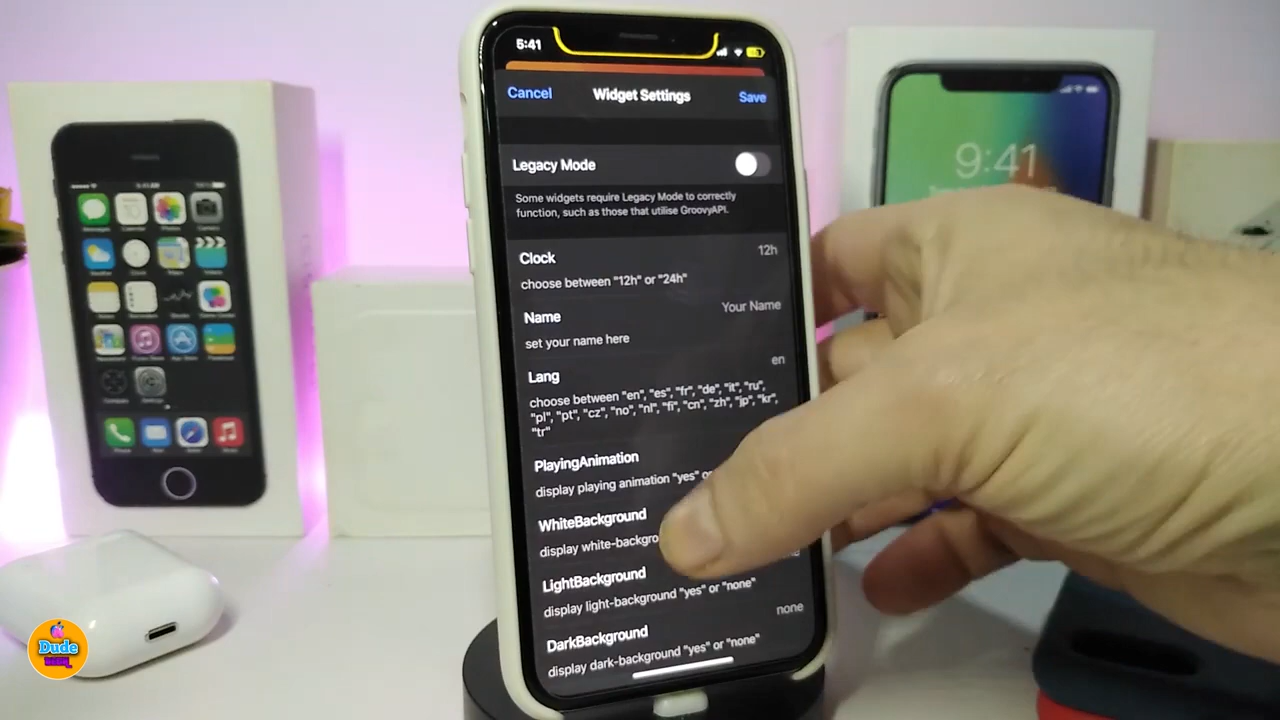 5:41
Cancel
Widget Settings
Save
Legacy Mode
Some widgets require Legacy Mode to correctly
function, such as those that utilise GroovyAPI.
Clock
12h
choose between "12h" or "24h"
Name
Your Name
set your name here
Lang
en
choose between "en", "es", "fr", "de", "it", "ru",
"pl", "pt", "cz", "no", "nl", "fi", "cn", "zh", "jp", "kr",
"tr"
PlayingAnimation
display playing animation "yes"
WhiteBackground
display white-backgro
LightBackground
display light-background "yes" or "none"
DarkBackground
none
display dark-background "yes" or "none"
9:41
Dude